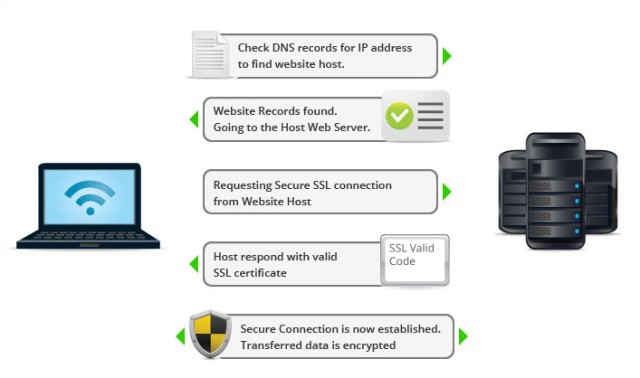 Check DNS records for IP address
to find website host.
Website Records found.
Going to the Host Web Server.
Requesting Secure SSL connection
from Website Host
Host respond with valid
SSL certificate
SSL Valid
Code
Secure Connection is now established.
Transferred data is encrypted